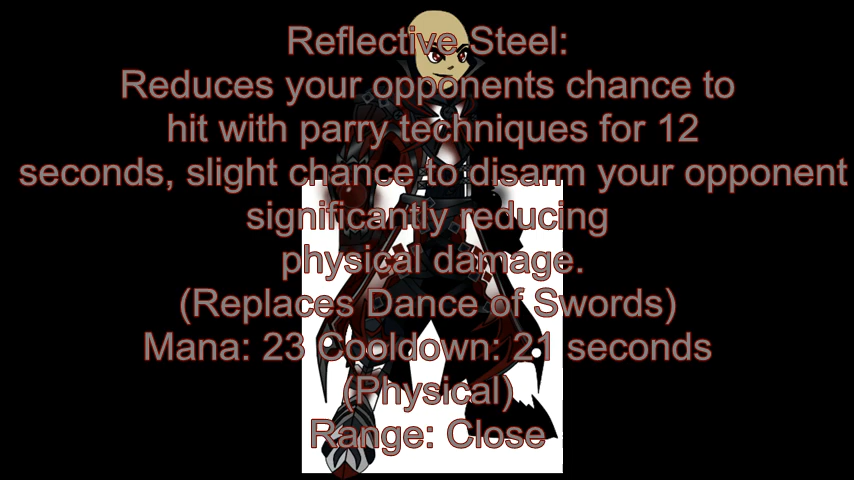 Reflective Steel:
Reduces your opponents chance to
hit with parry techniques for 12
seconds, slight chance to disarm your opponent
significantly reducing
physical damage.
(Replaces Dance of Swords)
Mana: 23 Cooldown: 21 seconds
(Physical)
Range: Close